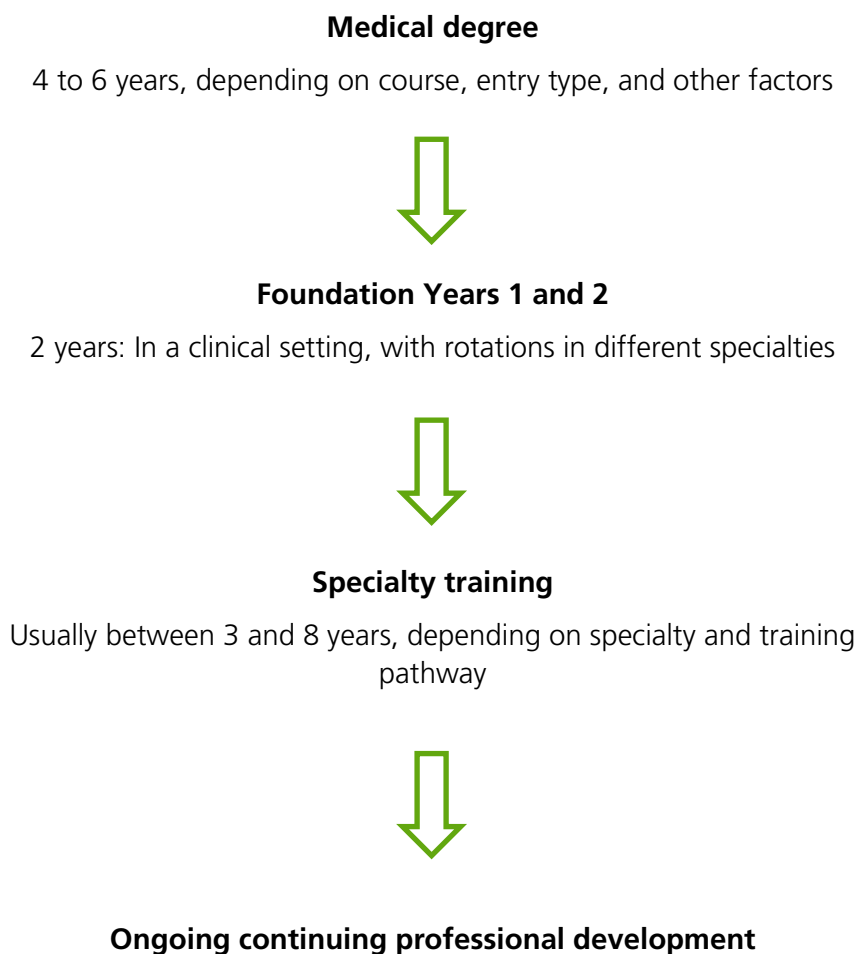 Medical degree
4 to 6 years, depending on course, entry type, and other factors
Foundation Years 1 and 2
2 years: In a clinical setting, with rotations in different specialties
Specialty training
Usually between 3 and 8 years, depending on specialty and training
pathway
Ongoing continuing professional development